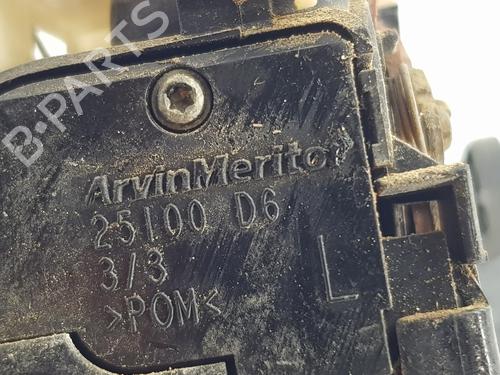 B-PARTS
ArvinMeritor
25100 D6
3/3
>POM<
L